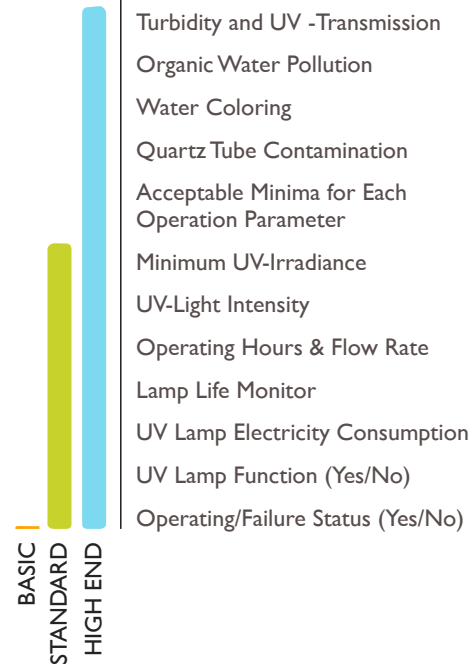 Turbidity and UV -Transmission
Organic Water Pollution
Water Coloring
Quartz Tube Contamination
Acceptable Minima for Each
Operation Parameter
Minimum UV-Irradiance
UV-Light Intensity
Operating Hours & Flow Rate
Lamp Life Monitor
UV Lamp Electricity Consumption
UV Lamp Function (Yes/No)
Operating/Failure Status (Yes/No)
BASIC
STANDARD
HIGH END